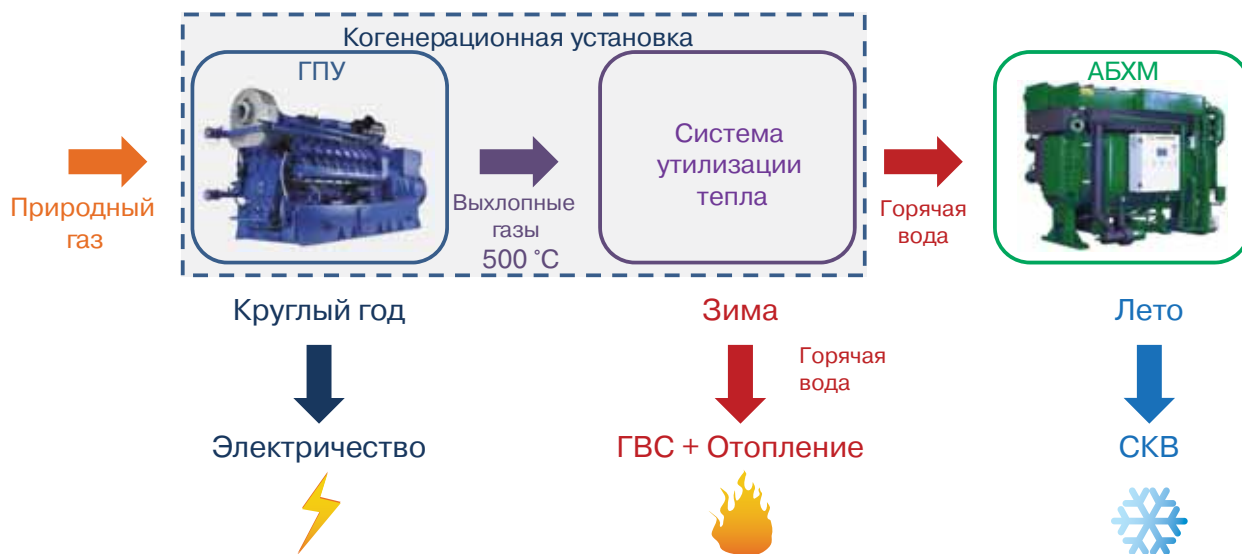 Когенерационная установка
ГПУ
АБХМ
Система
утилизации
тепла
Природный
газ
Выхлопные
газы
500 °C
Горячая
вода
Круглый год
Зима
Лето
Горячая
вода
Электричество
ГВС + Отопление
СКВ